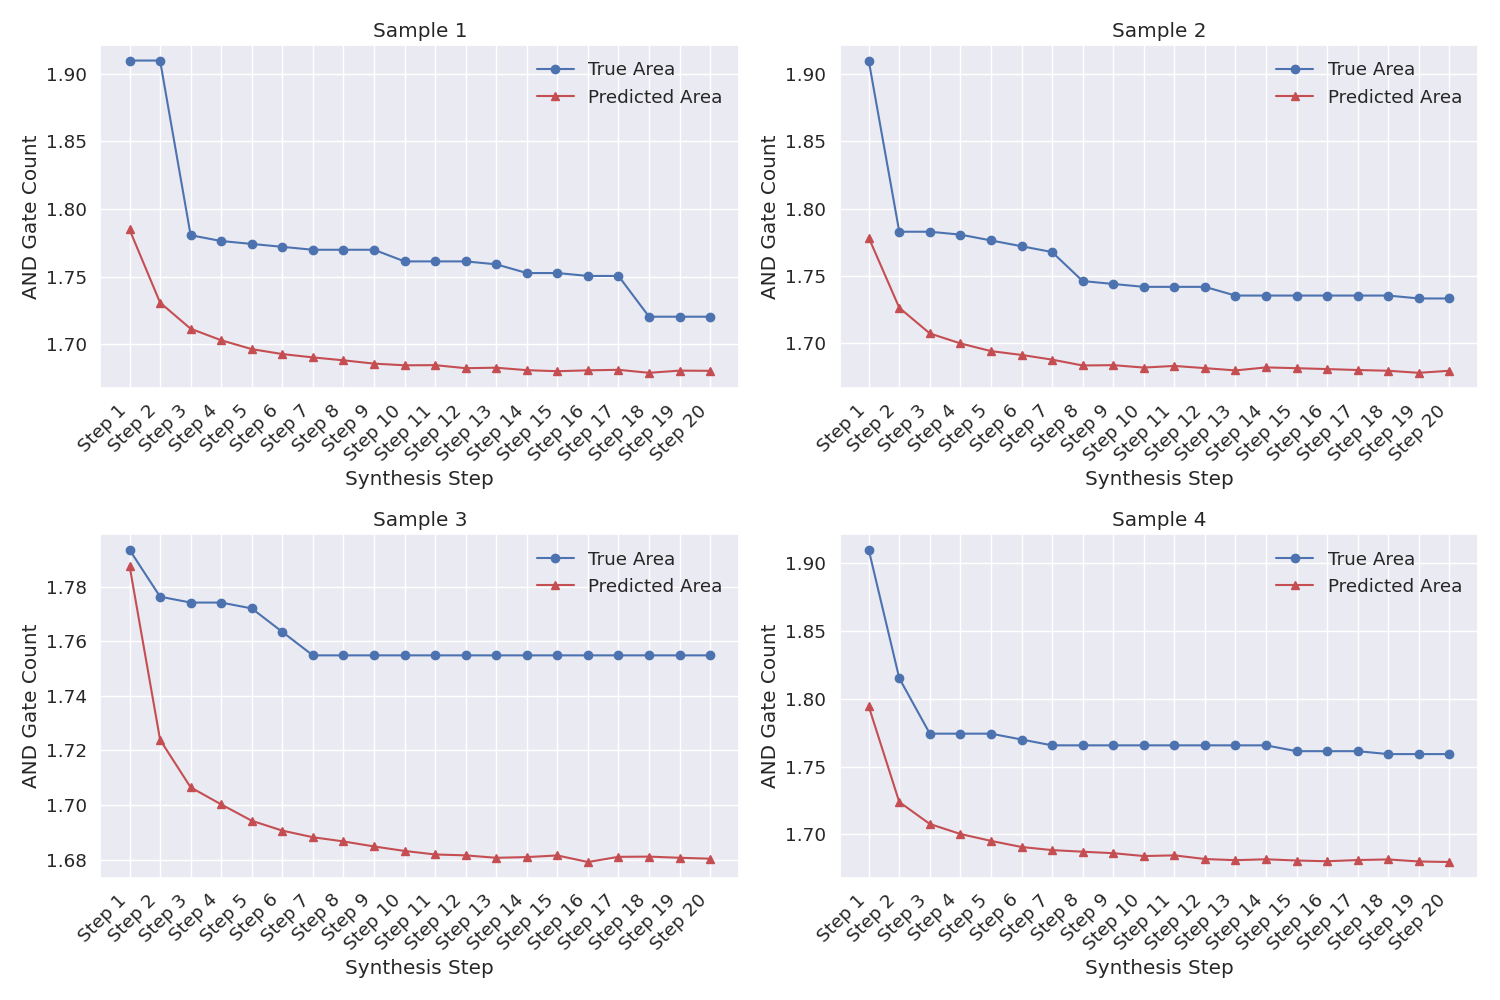 Sample 1
True Area
Predicted Area
AND Gate Count
1.90
1.85
1.80
1.75
1.70
Step 1
Step 2
Step 3
Step 4
Step 5
Step 6
Step 7
Step 8
Step 9
Step 10
Step 11
Step 12
Step 13
Step 14
Step 15
Step 16
Step 17
Step 18
Step 19
Step 20
Synthesis Step
Sample 2
True Area
Predicted Area
AND Gate Count
1.90
1.85
1.80
1.75
1.70
Step 1
Step 2
Step 3
Step 4
Step 5
Step 6
Step 7
Step 8
Step 9
Step 10
Step 11
Step 12
Step 13
Step 14
Step 15
Step 16
Step 17
Step 18
Step 19
Step 20
Synthesis Step
Sample 3
True Area
Predicted Area
AND Gate Count
1.78
1.76
1.74
1.72
1.70
1.68
Step 1
Step 2
Step 3
Step 4
Step 5
Step 6
Step 7
Step 8
Step 9
Step 10
Step 11
Step 12
Step 13
Step 14
Step 15
Step 16
Step 17
Step 18
Step 19
Step 20
Synthesis Step
Sample 4
True Area
Predicted Area
AND Gate Count
1.90
1.85
1.80
1.75
1.70
Step 1
Step 2
Step 3
Step 4
Step 5
Step 6
Step 7
Step 8
Step 9
Step 10
Step 11
Step 12
Step 13
Step 14
Step 15
Step 16
Step 17
Step 18
Step 19
Step 20
Synthesis Step